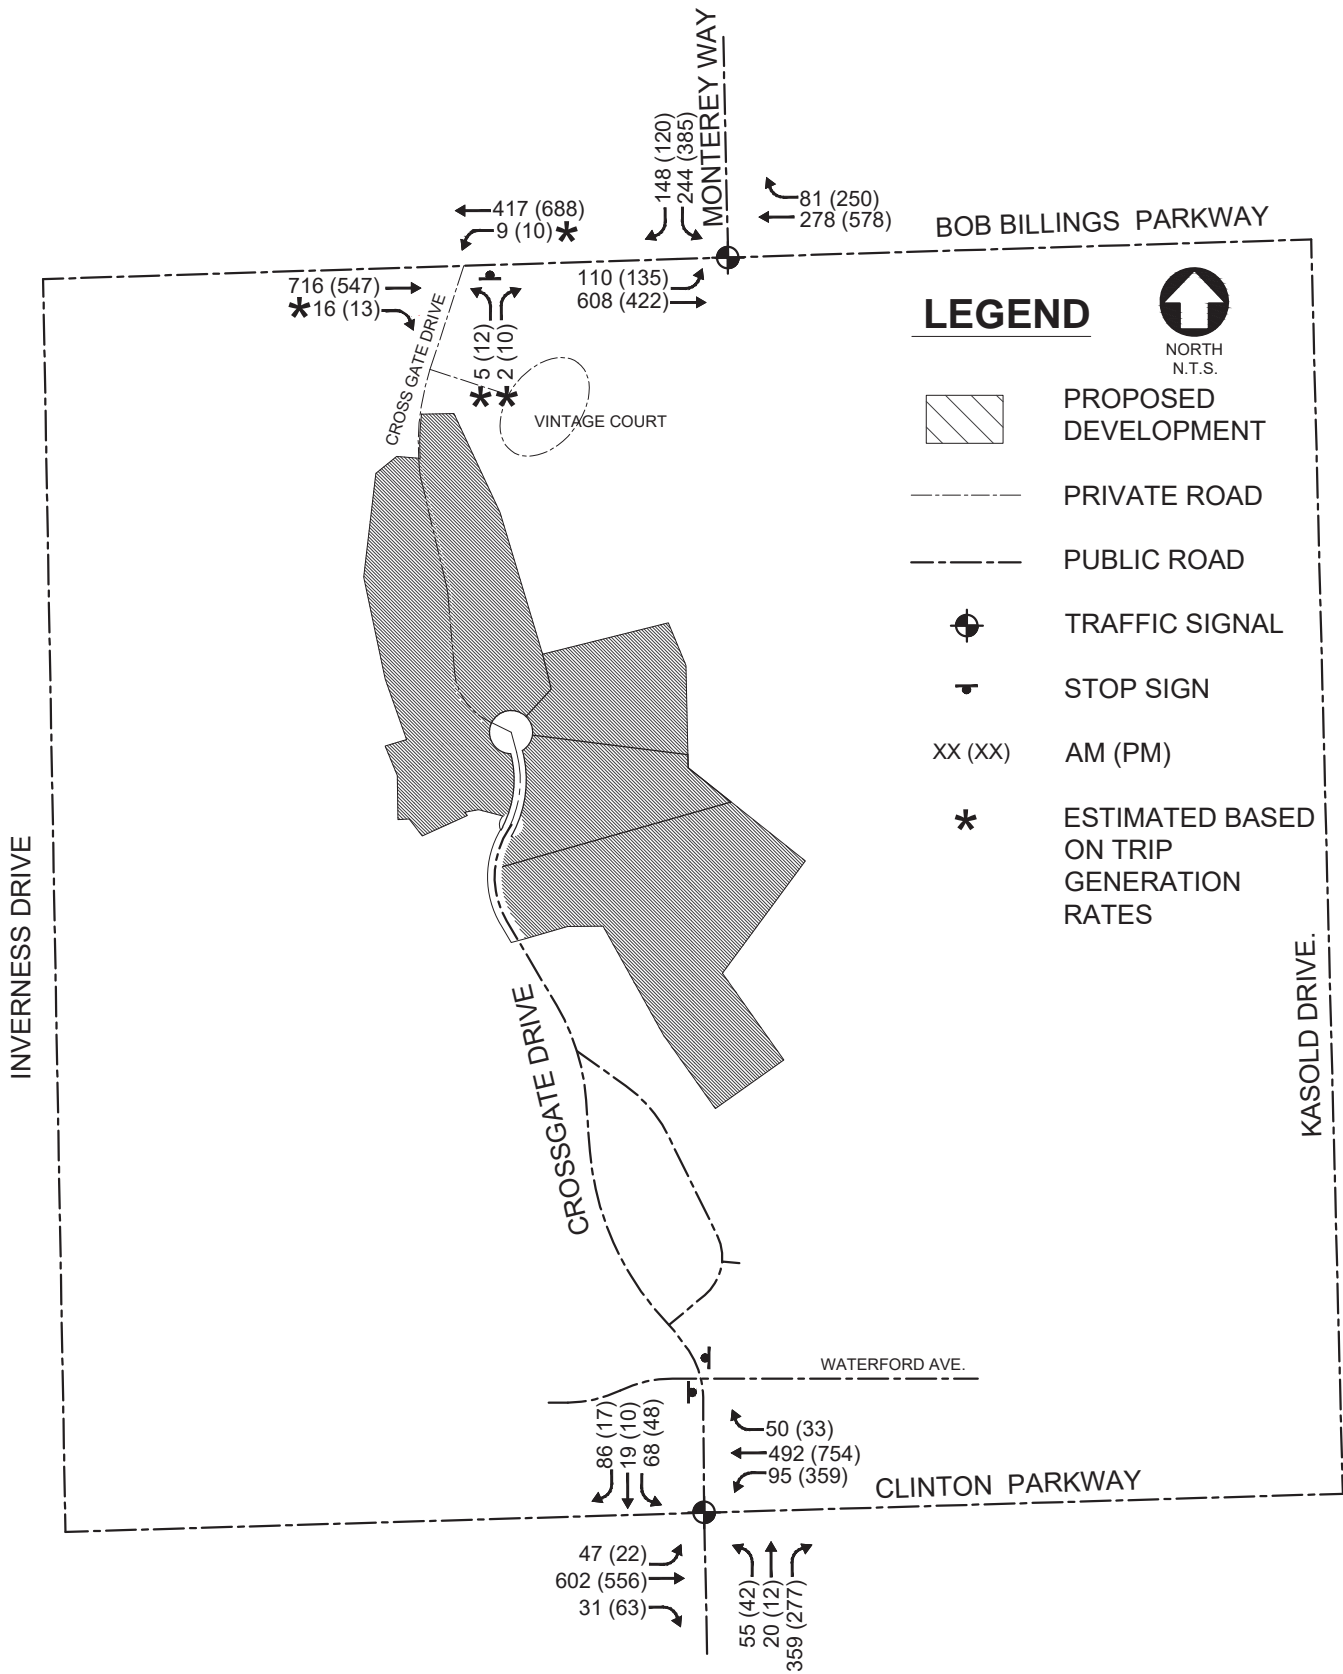 MONTEREY WAY
148 (120)
244 (385)
81 (250)
278 (578)
BOB BILLINGS PARKWAY
417 (688)
9 (10)*
716 (547)
*16 (13)
110 (135)
608 (422)
CROSS GATE DRIVE
* 5 (12)
* 2 (10)
VINTAGE COURT
LEGEND
NORTH
N.T.S.
PROPOSED
DEVELOPMENT
PRIVATE ROAD
PUBLIC ROAD
TRAFFIC SIGNAL
STOP SIGN
XX (XX)
AM (PM)
*
ESTIMATED BASED
ON TRIP
GENERATION
RATES
INVERNESS DRIVE
KASOLD DRIVE.
CROSSGATE DRIVE
WATERFORD AVE.
86 (17)
19 (10)
68 (48)
50 (33)
492 (754)
95 (359)
CLINTON PARKWAY
47 (22)
602 (556)
31 (63)
55 (42)
20 (12)
359 (277)